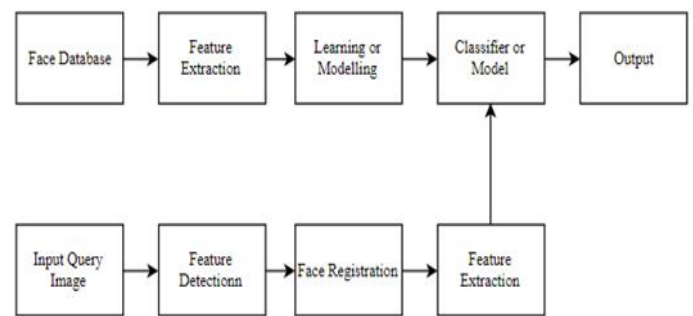 Face Database
Feature
Extraction
Learning or
Modelling
Classifier or
Model
Output
Input Query
Image
Feature
Detectionn
Face Registration
Feature
Extraction